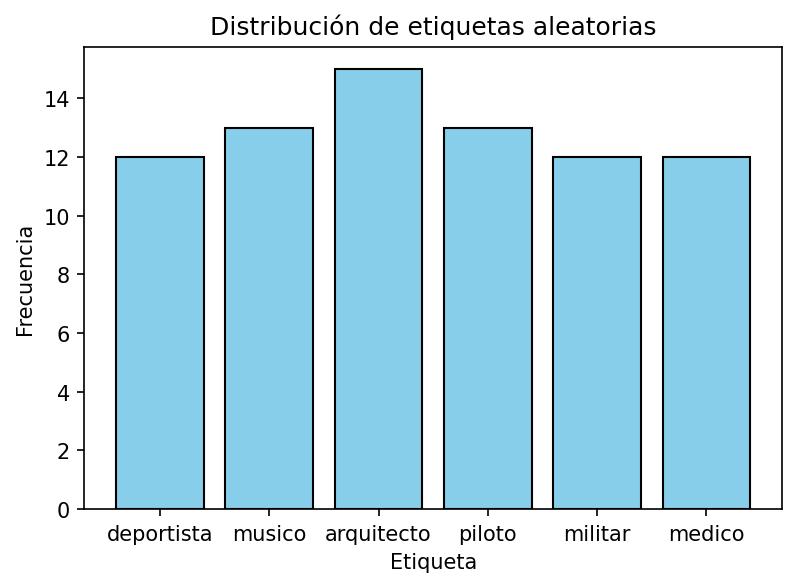 Distribución de etiquetas aleatorias
Frecuencia
14
12
10
8
6
4
2
0
deportista musico arquitecto piloto militar medico
Etiqueta